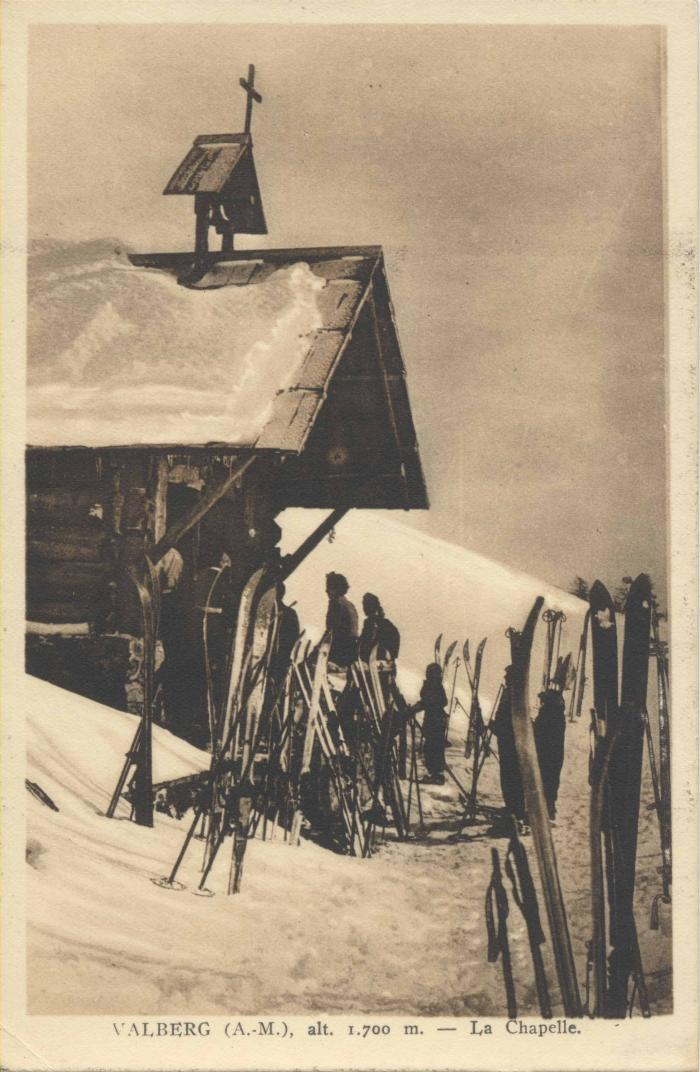 VALBERG (A.-M.), alt. 1.700 m. — La Chapelle.